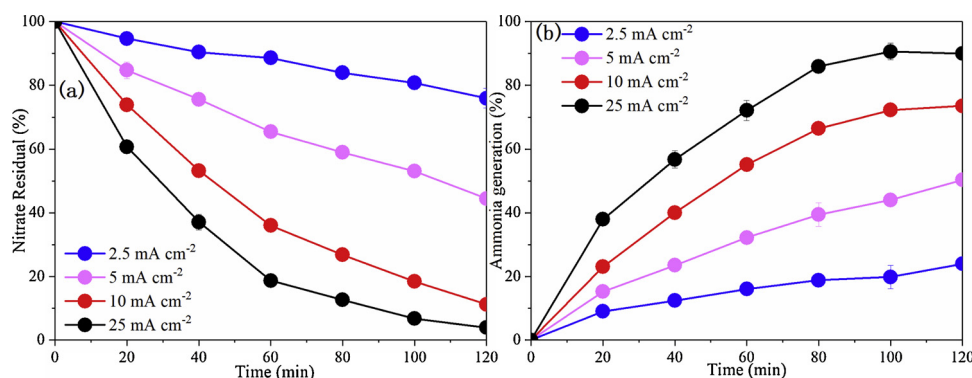 100
80
60
40
20
0
Nitrate Residual (%)
(a)
2.5 mA cm-2
5 mA cm-2
10 mA cm-2
25 mA cm-2
0 20 40 60 80 100 120
Time (min)
100
80
60
40
20
0
Ammonia generation (%)
(b)
2.5 mA cm-2
5 mA cm-2
10 mA cm-2
25 mA cm-2
0 20 40 60 80 100 120
Time (min)